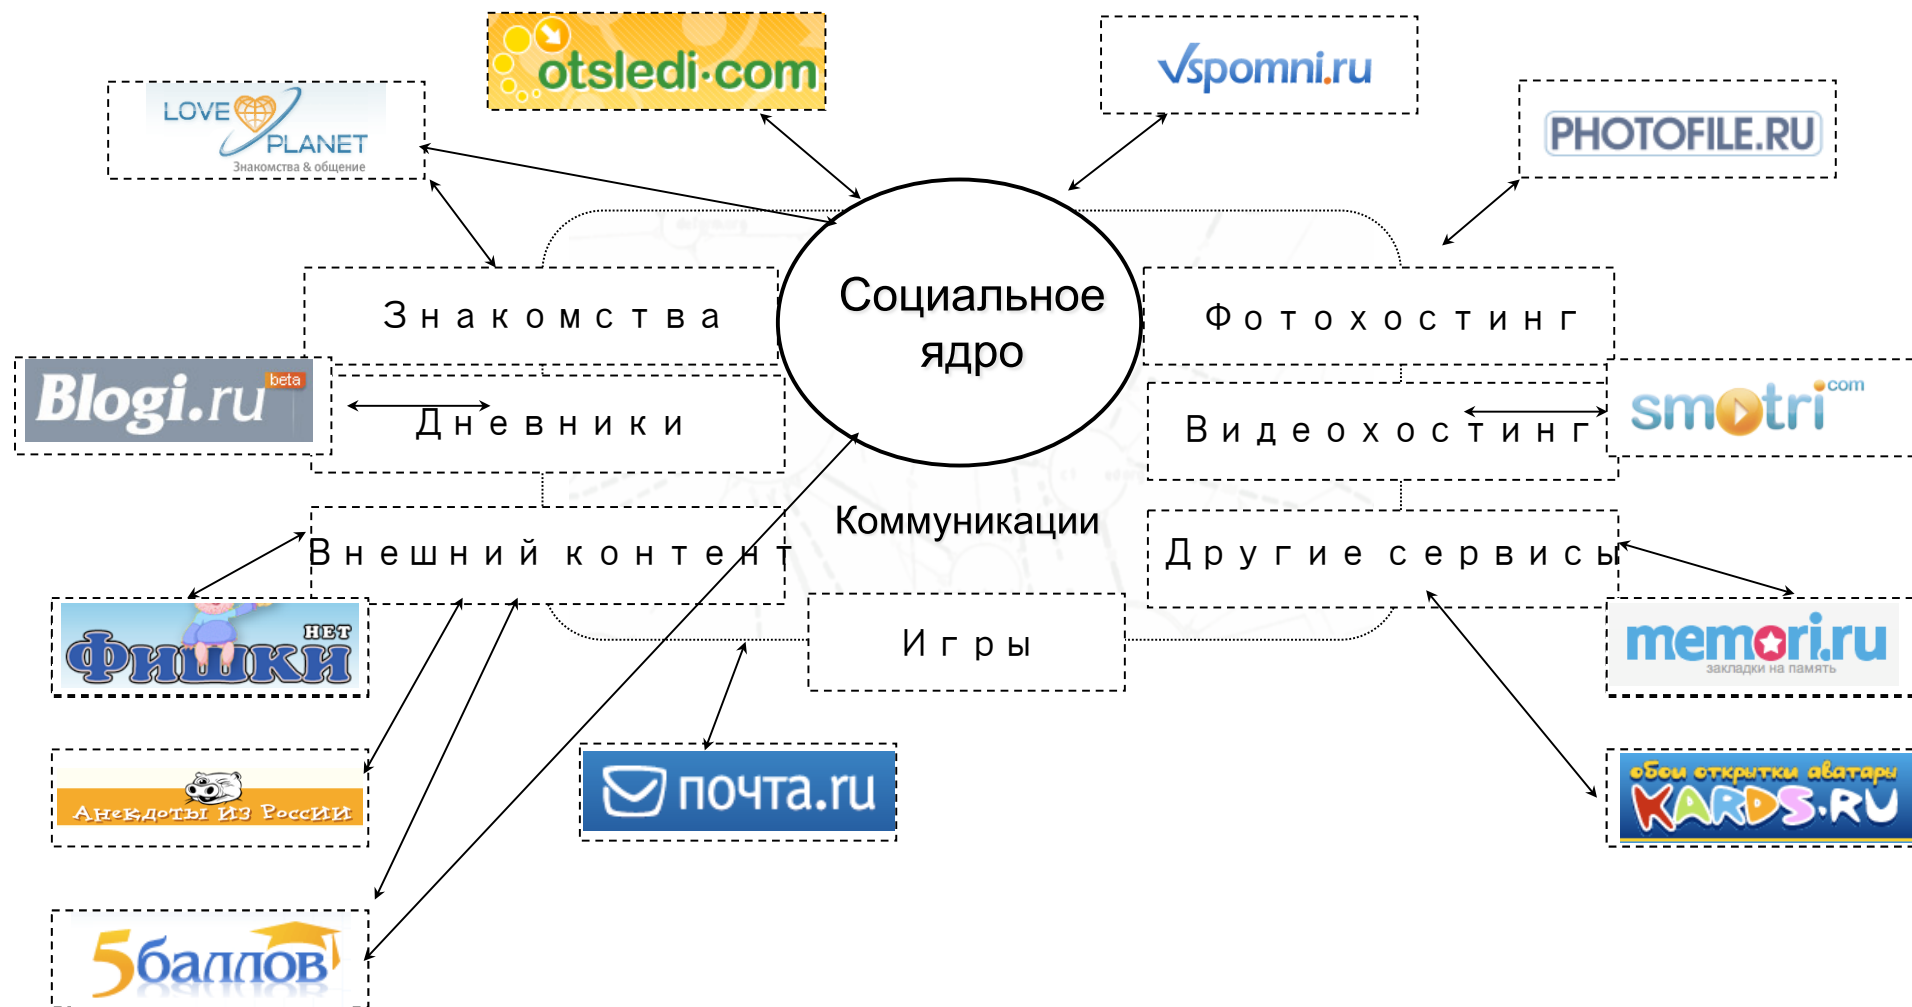 otsledi.com
Vspomni.ru
LOVE PLANET
Знакомства & общение
PHOTOFILE.RU
Социальное
ядро
Знакомства
Фотохостинг
Blogi.ru beta
Дневники
Видеохостинг
smotri.com
Коммуникации
Внешний контент
Другие сервисы
Фишки нет
Игры
memori.ru
закладки на память
Анекдоты из России
почта.ru
обои открытки аватары
KARDS.RU
5баллов